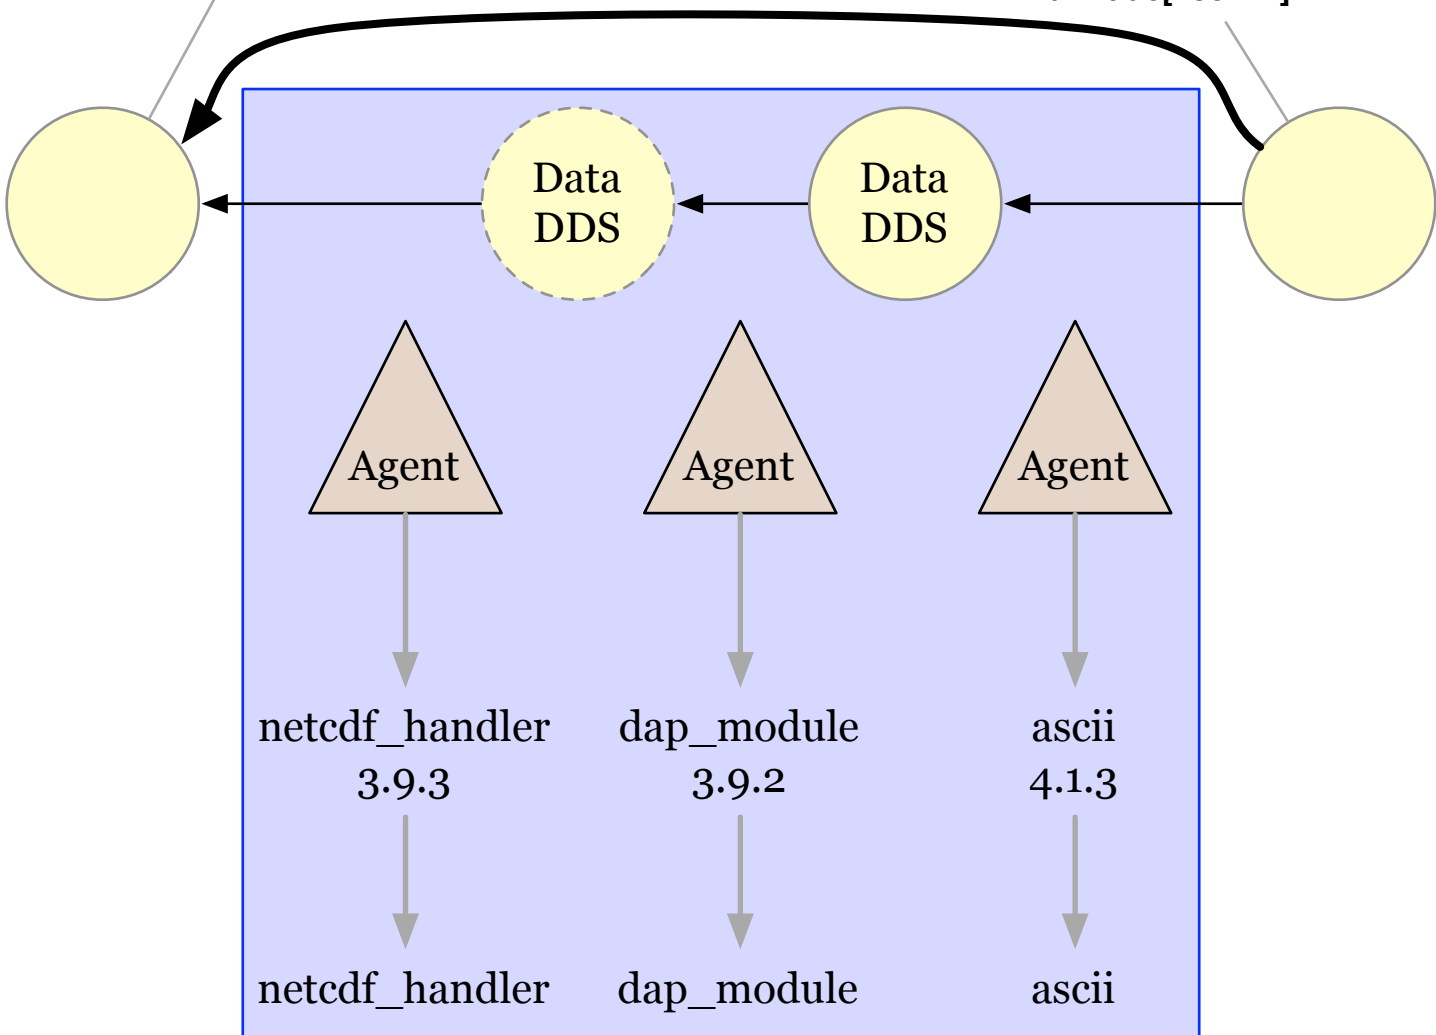 Data Data
DDS DDS
Agent Agent Agent
netcdf_handler dap_module ascii
3.9.3 3.9.2 4.1.3
netcdf_handler dap_module ascii